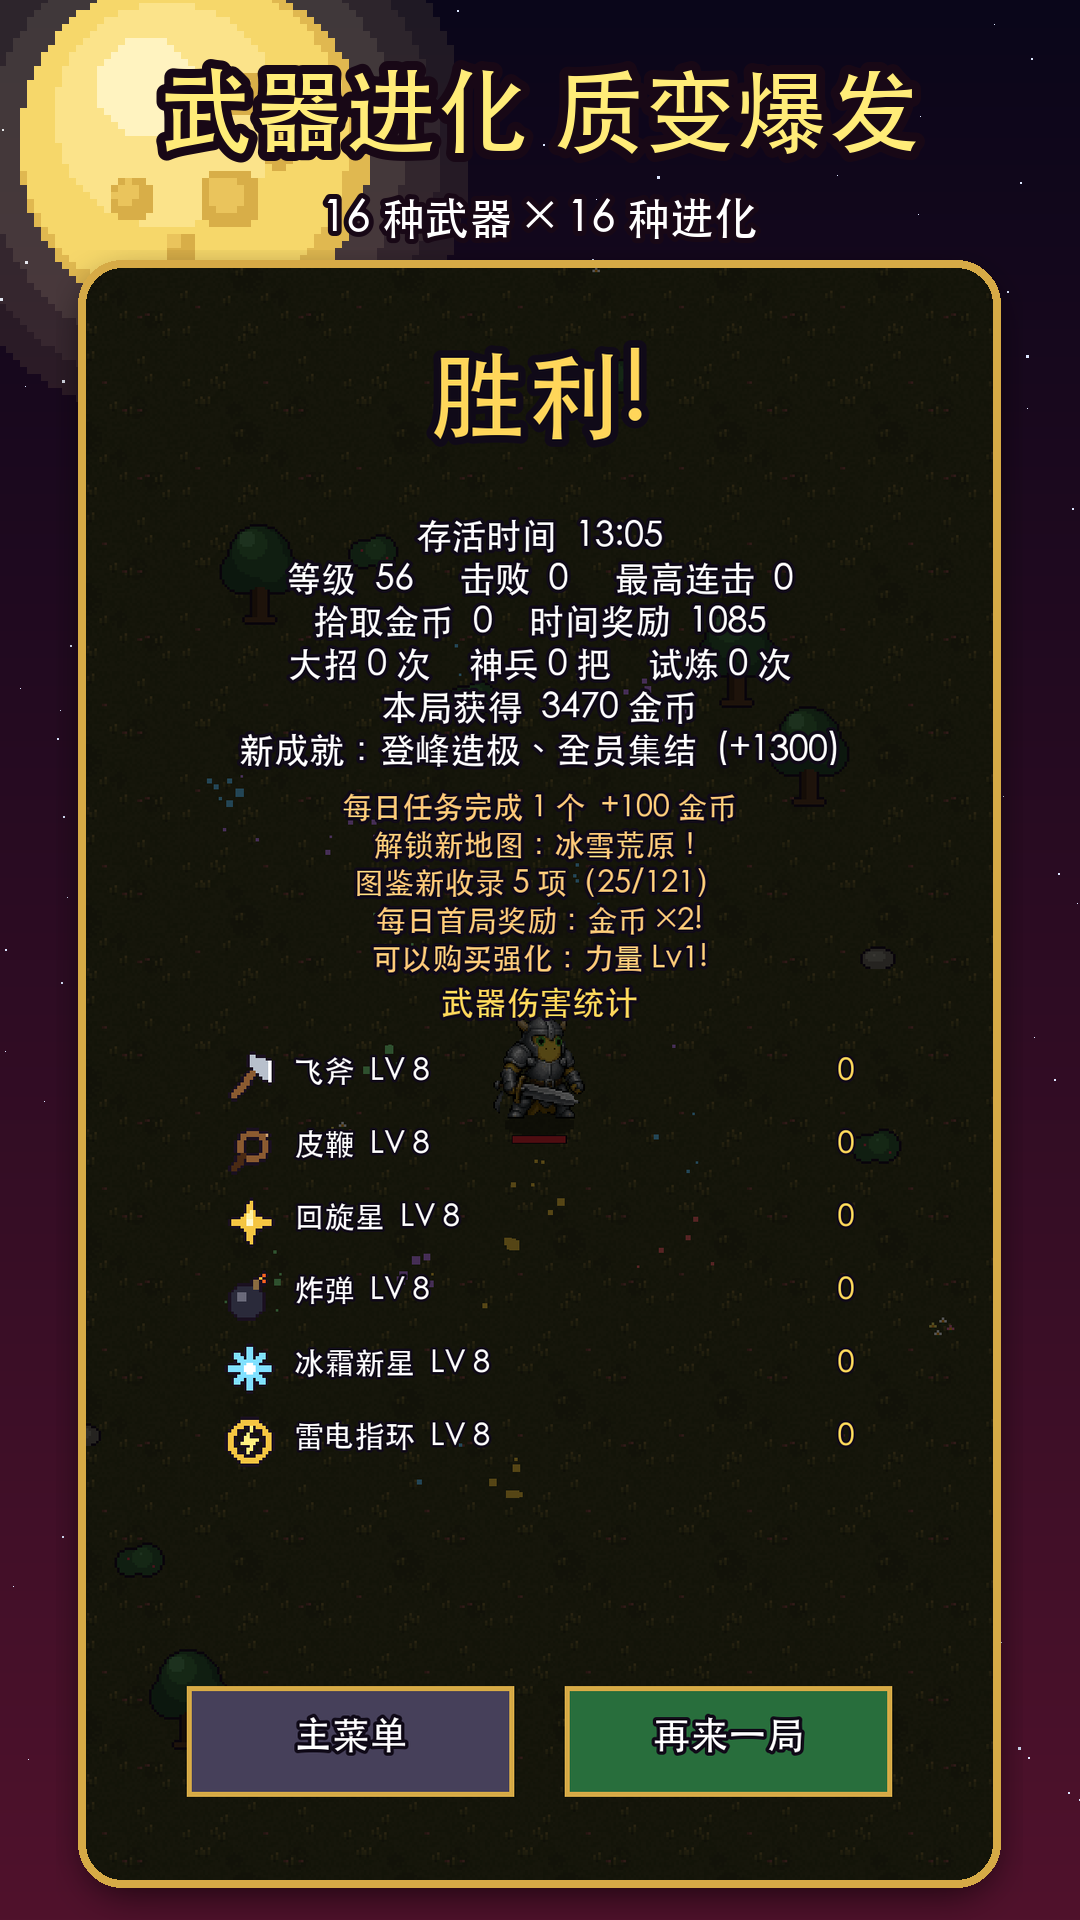 武器进化 质变爆发
16 种武器 × 16 种进化
胜利!
存活时间 13:05
等级 56 击败 0 最高连击 0
拾取金币 0 时间奖励 1085
大招 0 次 神兵 0 把 试炼 0 次
本局获得 3470 金币
新成就：登峰造极、全员集结 (+1300)
每日任务完成 1 个 +100 金币
解锁新地图：冰雪荒原！
图鉴新收录 5 项（25/121）
每日首局奖励：金币 ×2!
可以购买强化：力量 Lv1!
武器伤害统计
飞斧 LV 8 0
皮鞭 LV 8 0
回旋星 LV 8 0
炸弹 LV 8 0
冰霜新星 LV 8 0
雷电指环 LV 8 0
主菜单 再来一局